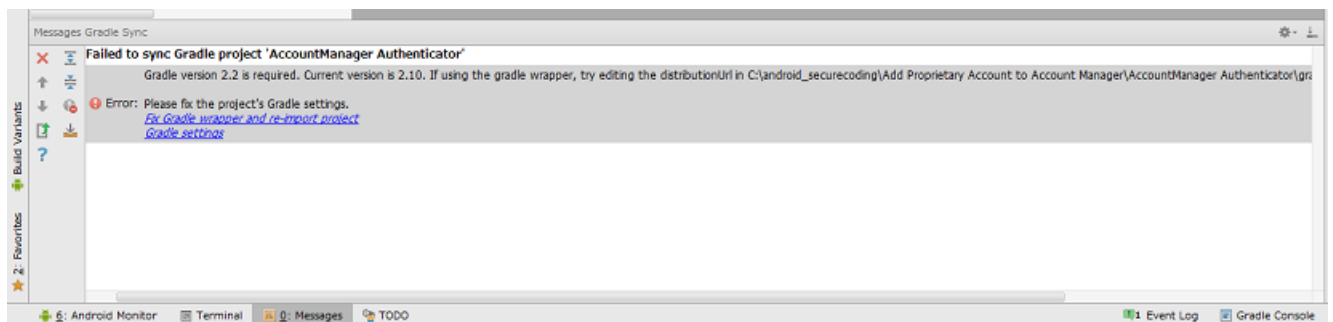 Messages Gradle Sync
Failed to sync Gradle project 'AccountManager Authenticator'
Gradle version 2.2 is required. Current version is 2.10. If using the gradle wrapper, try editing the distributionUrl in C:\android_securecoding\Add Proprietary Account to Account Manager\AccountManager Authenticator\gra
Error: Please fix the project's Gradle settings.
Fix Gradle wrapper and re-import project
Gradle settings
Build Variants
2: Favorites
6: Android Monitor Terminal 0: Messages TODO 1 Event Log Gradle Console